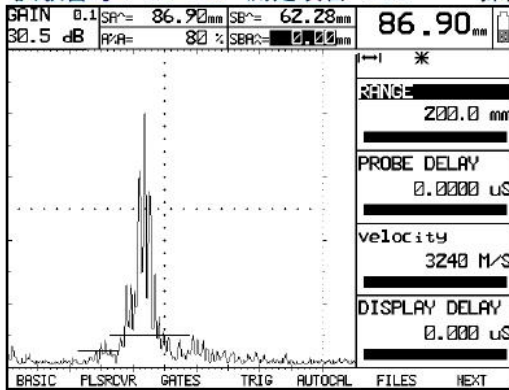 GAIN 0.1 SA^= 86.90mm SB^= 62.28mm 86.90mm
30.5 dB A%A= 80 % SBA^= 0.00mm
RANGE
200.0 mm
PROBE DELAY
0.0000 uS
velocity
3240 M/S
DISPLAY DELAY
0.000 uS
BASIC PLSRCVR GATES TRIG AUTOCAL FILES NEXT